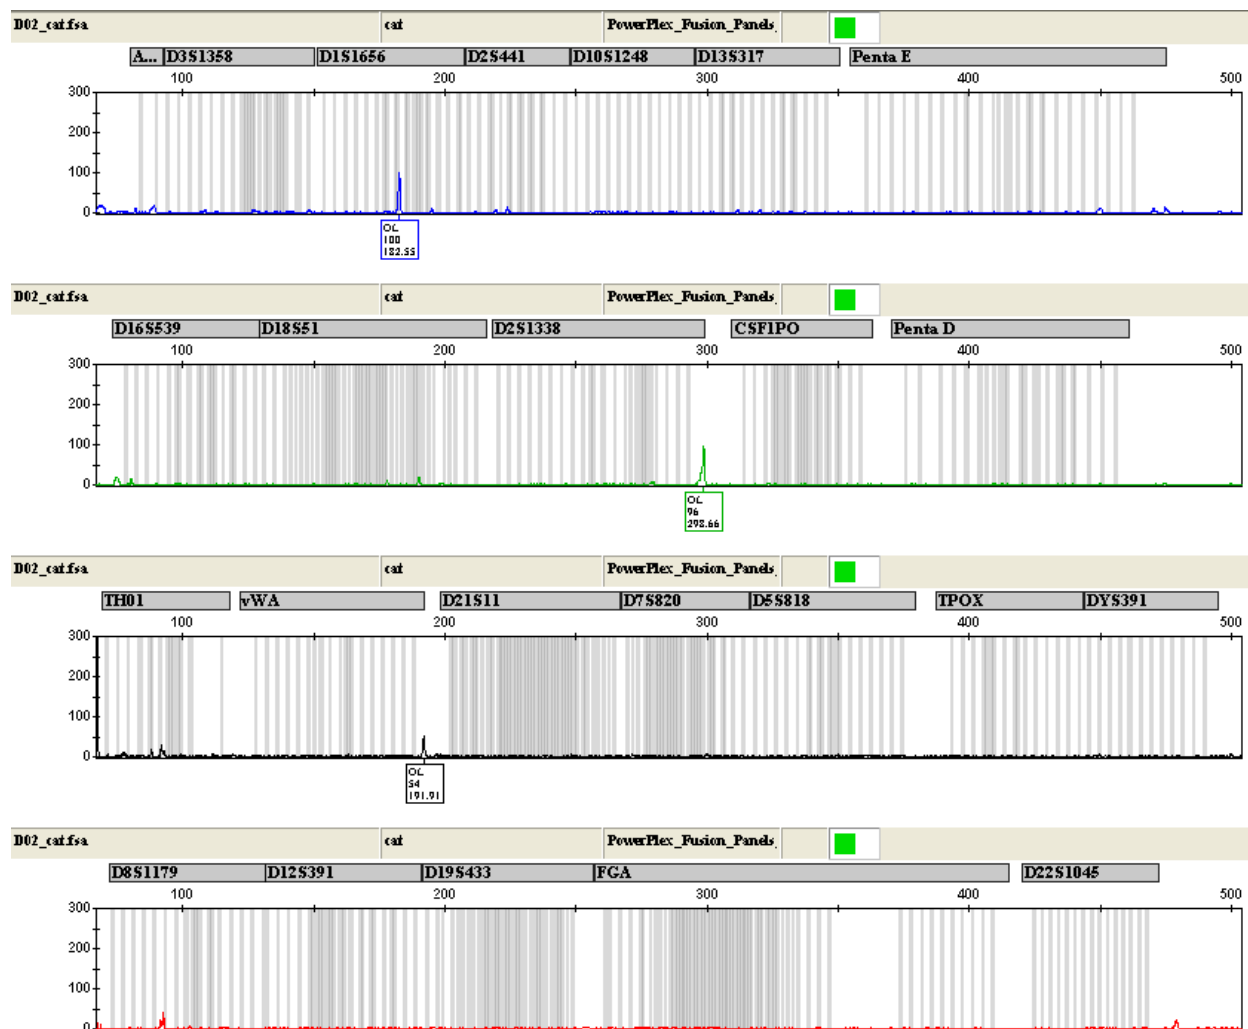 D02_cat.fsa cat PowerPlex_Fusion_Panels
A... D3S1358 D1S1656 D2S441 D10S1248 D13S317 Penta E
100 200 300 400 500
300
200
100
0
OL
100
182.55
D02_cat.fsa cat PowerPlex_Fusion_Panels
D16S539 D18S51 D2S1338 CSF1PO Penta D
100 200 300 400 500
300
200
100
0
OL
96
298.66
D02_cat.fsa cat PowerPlex_Fusion_Panels
TH01 vWA D21S11 D7S820 D5S818 TPOX DYS391
100 200 300 400 500
300
200
100
0
OL
54
191.91
D02_cat.fsa cat PowerPlex_Fusion_Panels
D8S1179 D12S391 D19S433 FGA D22S1045
100 200 300 400 500
300
200
100
0